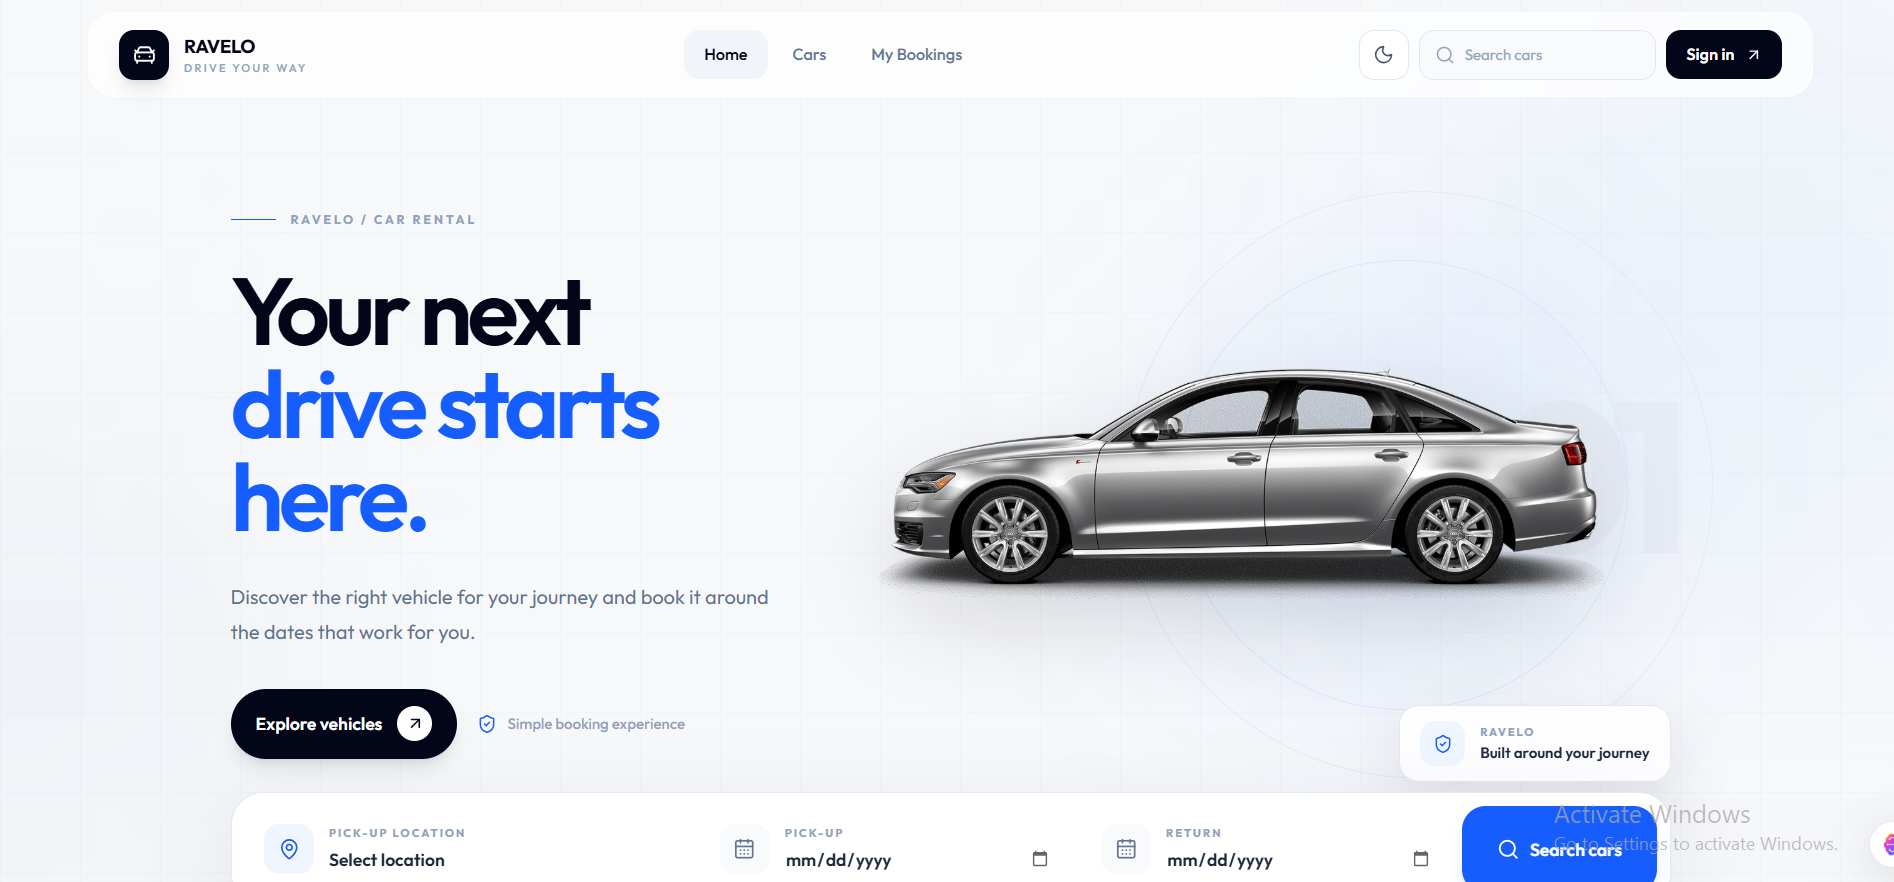 RAVELO
DRIVE YOUR WAY
Home
Cars
My Bookings
Search cars
Sign in
RAVELO / CAR RENTAL
Your next
drive starts
here.
Discover the right vehicle for your journey and book it around
the dates that work for you.
Explore vehicles
Simple booking experience
01
RAVELO
Built around your journey
PICK-UP LOCATION
Select location
PICK-UP
mm/dd/yyyy
RETURN
mm/dd/yyyy
Search cars
Activate Windows
Go to Settings to activate Windows.